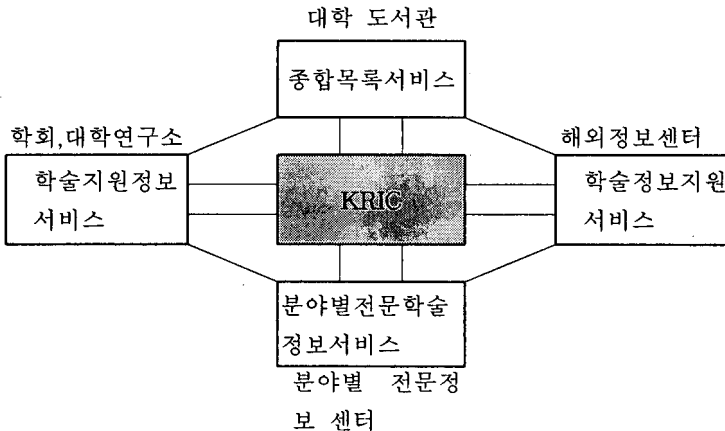 대학 도서관
종합목록서비스
학회,대학연구소
해외정보센터
학술지원정보
서비스
KRIC
학술정보지원
서비스
분야별전문학술
정보서비스
분야별 전문정
보 센터